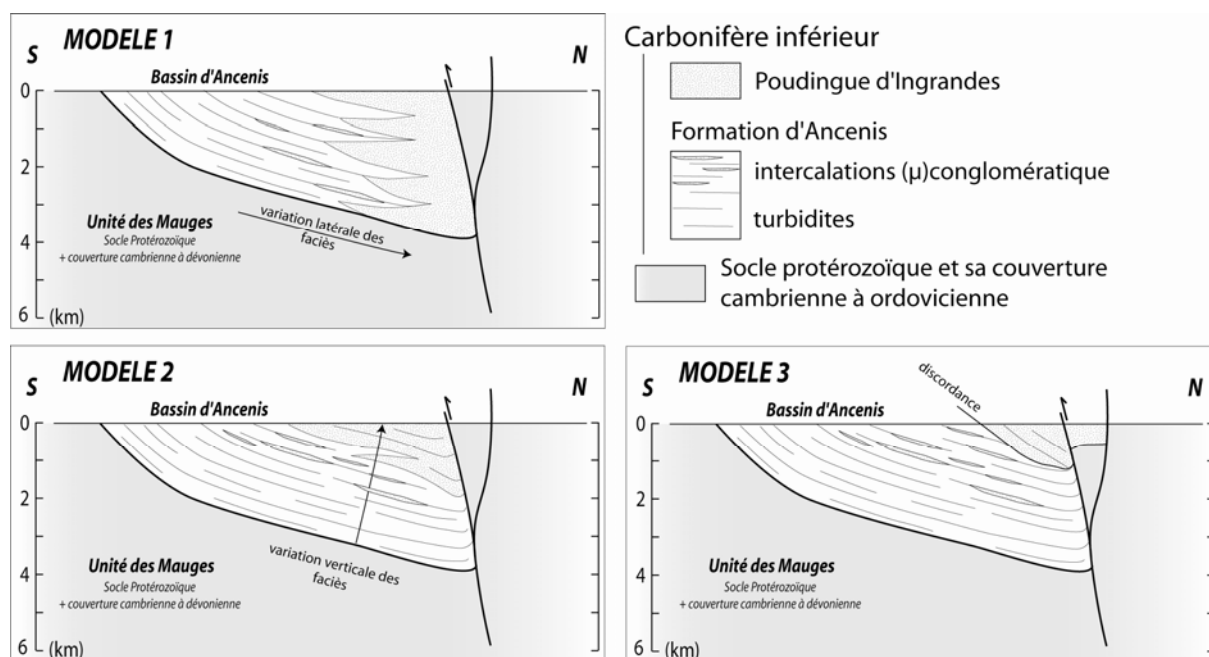 MODELE 1
S
N
Bassin d'Ancenis
0
2
4
6
(km)
Unité des Mauges
Socle Protérozoïque
+ couverture cambrienne à dévonienne
variation latérale des
faciès
Carbonifère inférieur
Poudingue d'Ingrandes
Formation d'Ancenis
intercalations (μ)conglomératique
turbidites
Socle protérozoïque et sa couverture
cambrienne à ordovicienne
MODELE 2
S
N
Bassin d'Ancenis
0
2
4
6
(km)
Unité des Mauges
Socle Protérozoïque
+ couverture cambrienne à dévonienne
variation verticale des
faciès
MODELE 3
S
N
discordance
Bassin d'Ancenis
0
2
4
6
(km)
Unité des Mauges
Socle Protérozoïque
+ couverture cambrienne à dévonienne